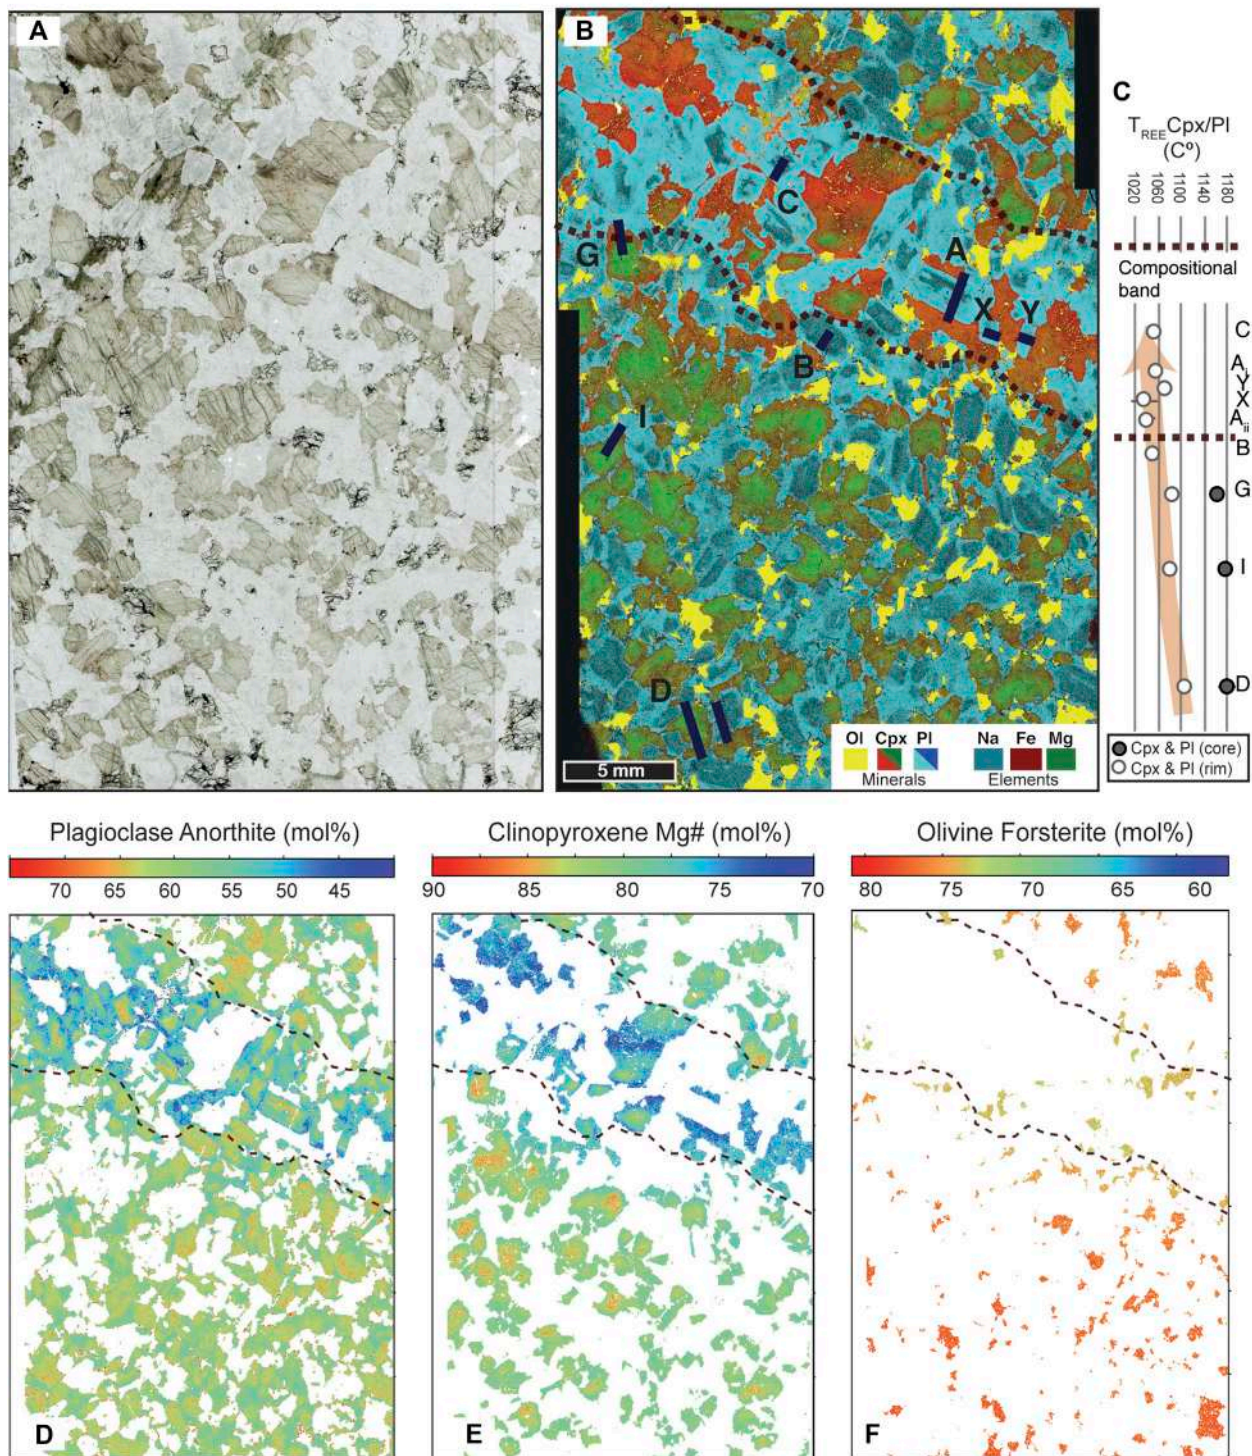 A
B
C
G
A
X
Y
B
I
D
Ol
Cpx
Pl
Na
Fe
Mg
Minerals
Elements
5 mm
C
T_REE Cpx/Pl
(Cº)
1020
1060
1100
1140
1180
Compositional
band
C
A_i
Y
X
A_ii
B
G
I
D
Cpx & Pl (core)
Cpx & Pl (rim)
Plagioclase Anorthite (mol%)
70 65 60 55 50 45
D
Clinopyroxene Mg# (mol%)
90 85 80 75 70
E
Olivine Forsterite (mol%)
80 75 70 65 60
F